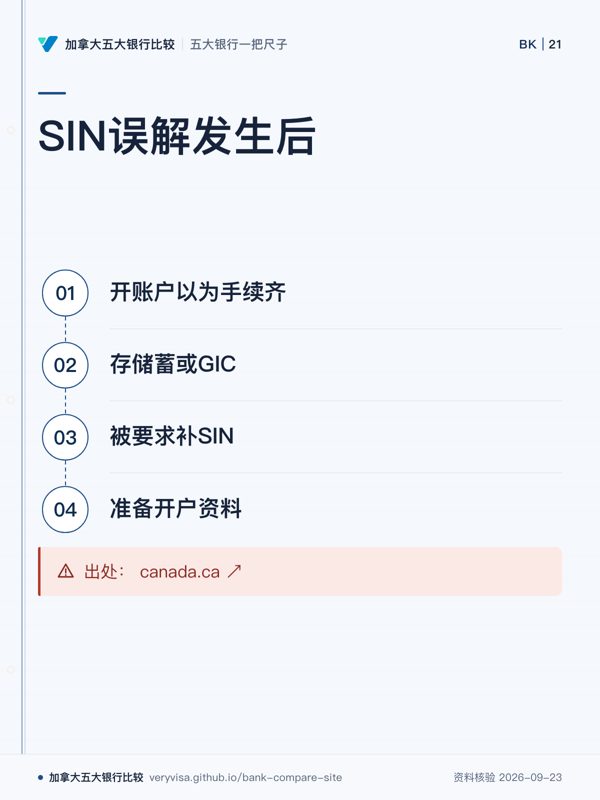 加拿大五大银行比较 五大银行一把尺子 BK 21
SIN误解发生后
01 开账户以为手续齐
02 存储蓄或GIC
03 被要求补SIN
04 准备开户资料
出处： canada.ca ↗
加拿大五大银行比较 veryvisa.github.io/bank-compare-site 资料核验 2026-09-23